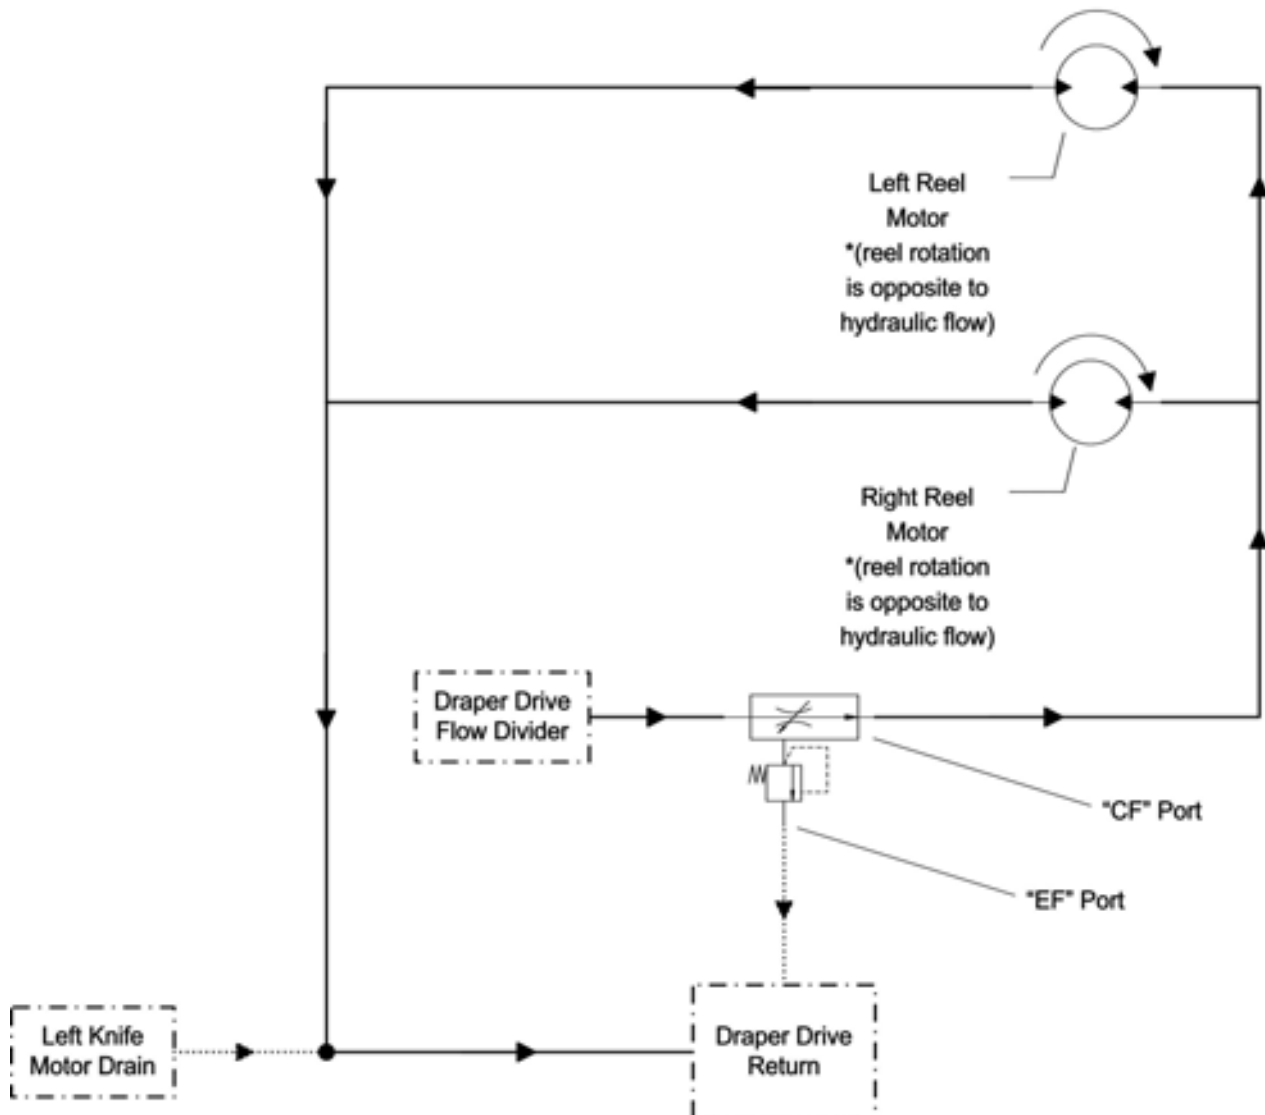 Left Reel
Motor
*(reel rotation
is opposite to
hydraulic flow)
Right Reel
Motor
*(reel rotation
is opposite to
hydraulic flow)
Draper Drive
Flow Divider
"CF" Port
"EF" Port
Left Knife
Motor Drain
Draper Drive
Return